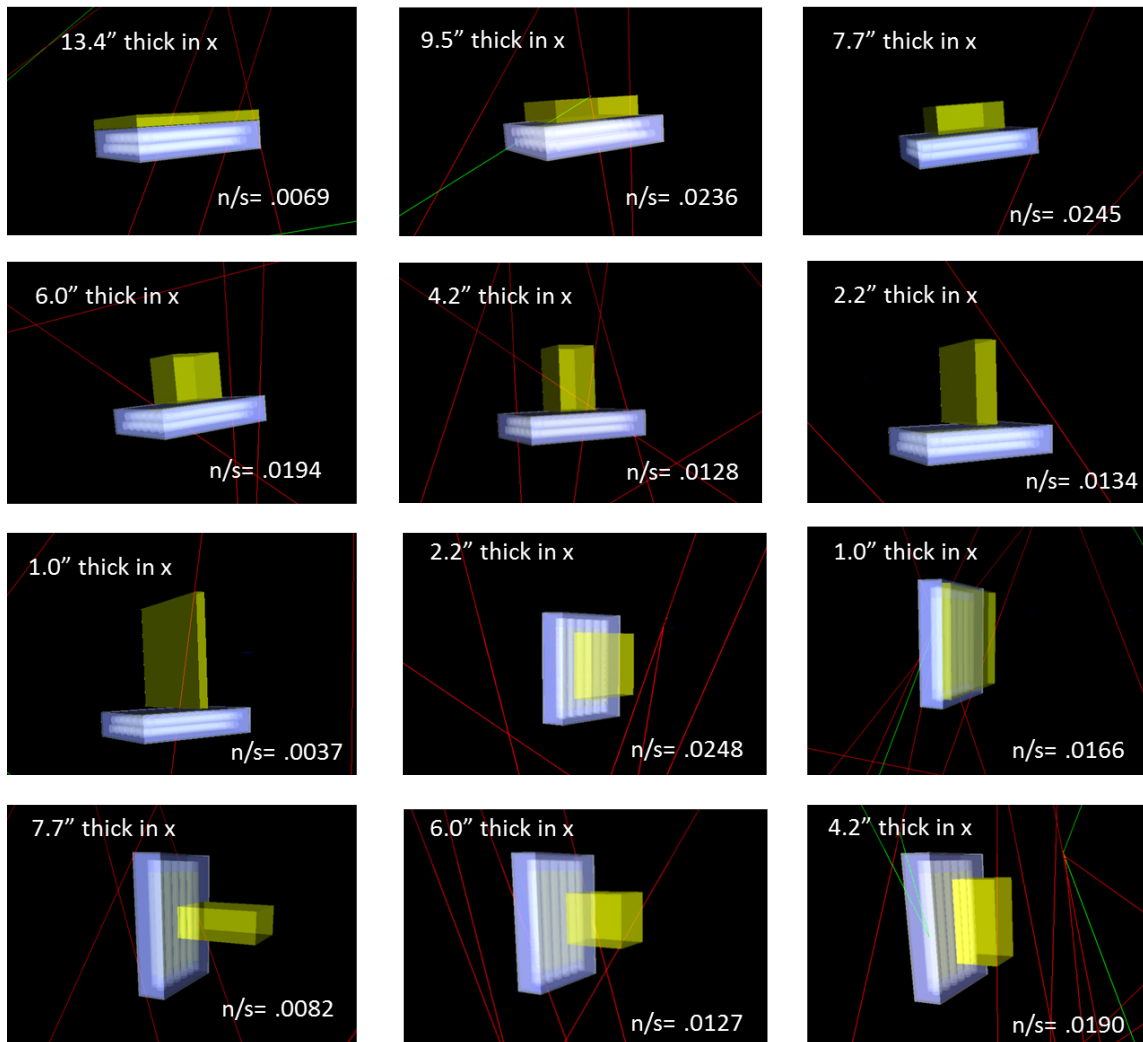 13.4” thick in x
n/s= .0069
9.5” thick in x
n/s= .0236
7.7” thick in x
n/s= .0245
6.0” thick in x
n/s= .0194
4.2” thick in x
n/s= .0128
2.2” thick in x
n/s= .0134
1.0” thick in x
n/s= .0037
2.2” thick in x
n/s= .0248
1.0” thick in x
n/s= .0166
7.7” thick in x
n/s= .0082
6.0” thick in x
n/s= .0127
4.2” thick in x
n/s= .0190